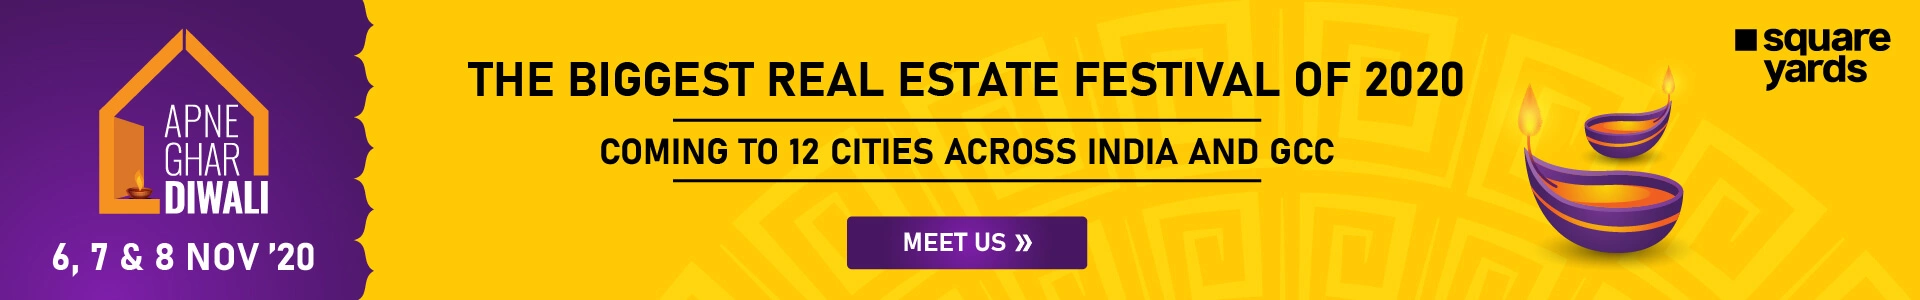 APNE
GHAR
DIWALI
6, 7 & 8 NOV ’20
THE BIGGEST REAL ESTATE FESTIVAL OF 2020
COMING TO 12 CITIES ACROSS INDIA AND GCC
MEET US »
square
yards